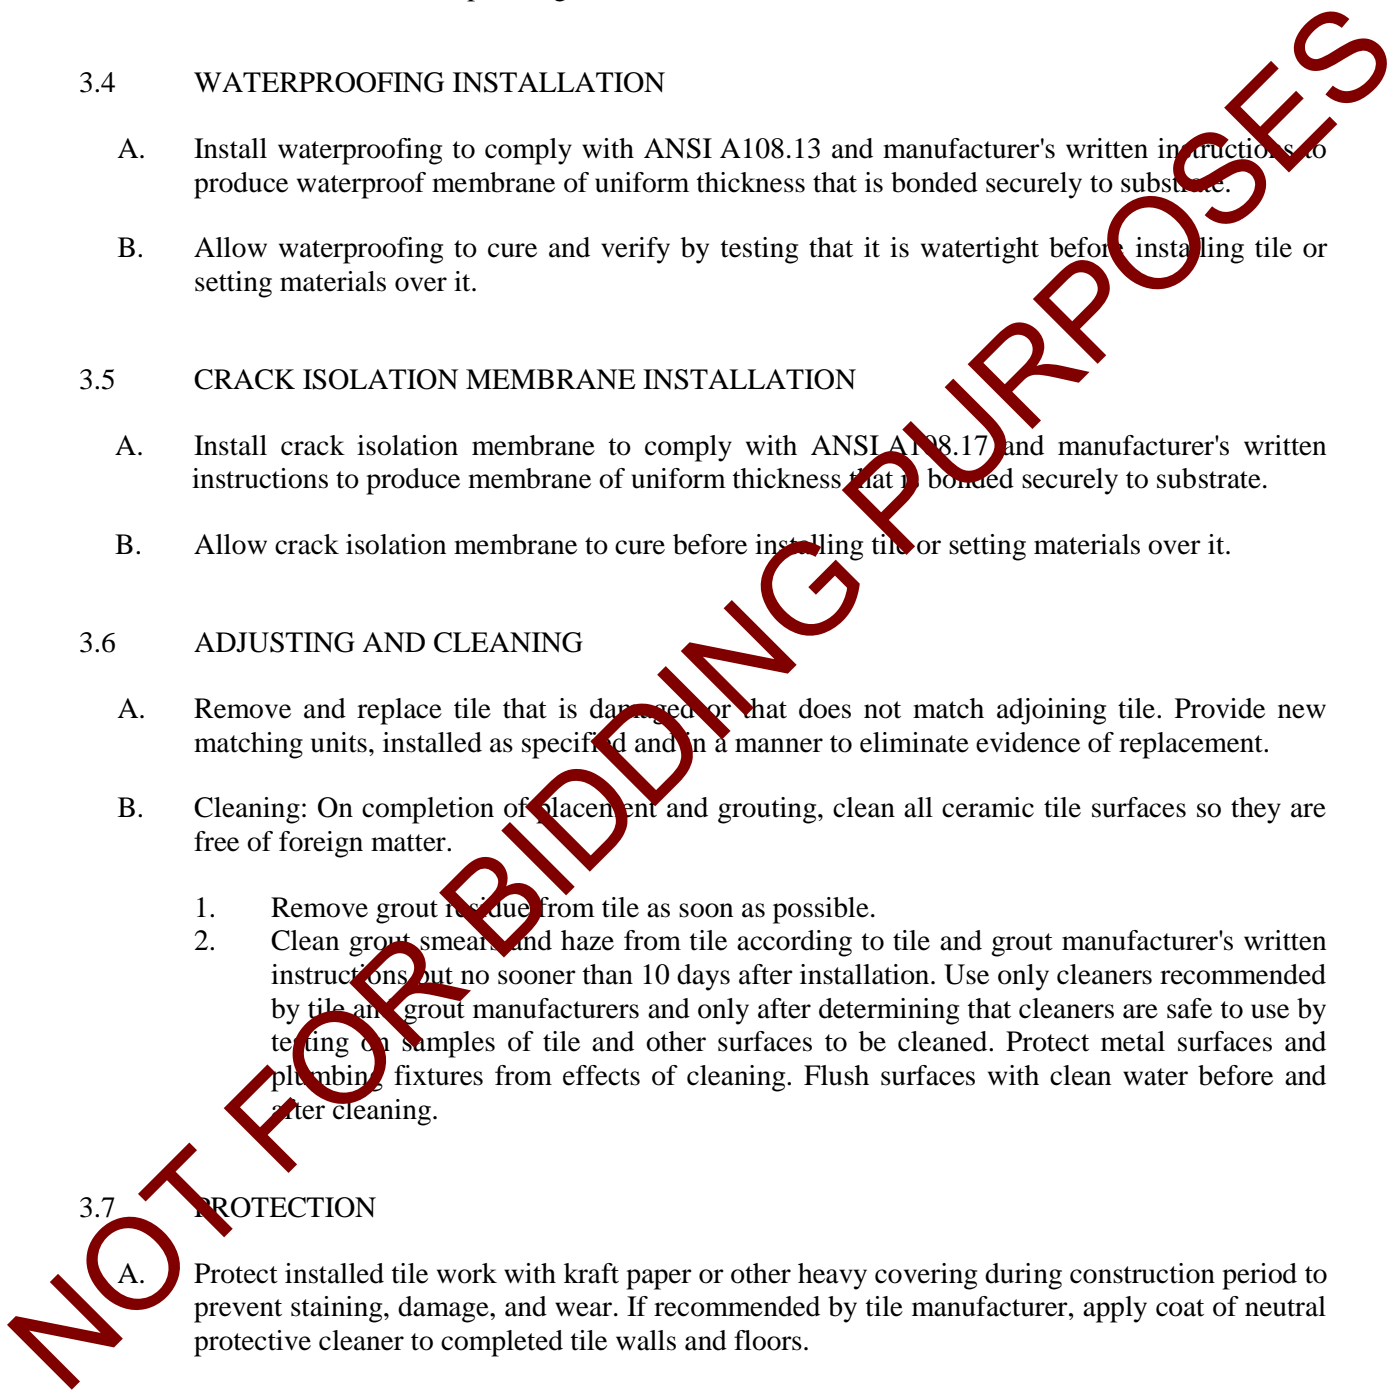 3.4 WATERPROOFING INSTALLATION
A. Install waterproofing to comply with ANSI A108.13 and manufacturer's written instructions to
produce waterproof membrane of uniform thickness that is bonded securely to substrate.
B. Allow waterproofing to cure and verify by testing that it is watertight before installing tile or
setting materials over it.
3.5 CRACK ISOLATION MEMBRANE INSTALLATION
A. Install crack isolation membrane to comply with ANSI A108.17 and manufacturer's written
instructions to produce membrane of uniform thickness that is bonded securely to substrate.
B. Allow crack isolation membrane to cure before installing tile or setting materials over it.
3.6 ADJUSTING AND CLEANING
A. Remove and replace tile that is damaged or that does not match adjoining tile. Provide new
matching units, installed as specified and in a manner to eliminate evidence of replacement.
B. Cleaning: On completion of placement and grouting, clean all ceramic tile surfaces so they are
free of foreign matter.
1. Remove grout residue from tile as soon as possible.
2. Clean grout smears and haze from tile according to tile and grout manufacturer's written
instructions but no sooner than 10 days after installation. Use only cleaners recommended
by tile and grout manufacturers and only after determining that cleaners are safe to use by
testing on samples of tile and other surfaces to be cleaned. Protect metal surfaces and
plumbing fixtures from effects of cleaning. Flush surfaces with clean water before and
after cleaning.
3.7 PROTECTION
A. Protect installed tile work with kraft paper or other heavy covering during construction period to
prevent staining, damage, and wear. If recommended by tile manufacturer, apply coat of neutral
protective cleaner to completed tile walls and floors.
NOT FOR BIDDING PURPOSES